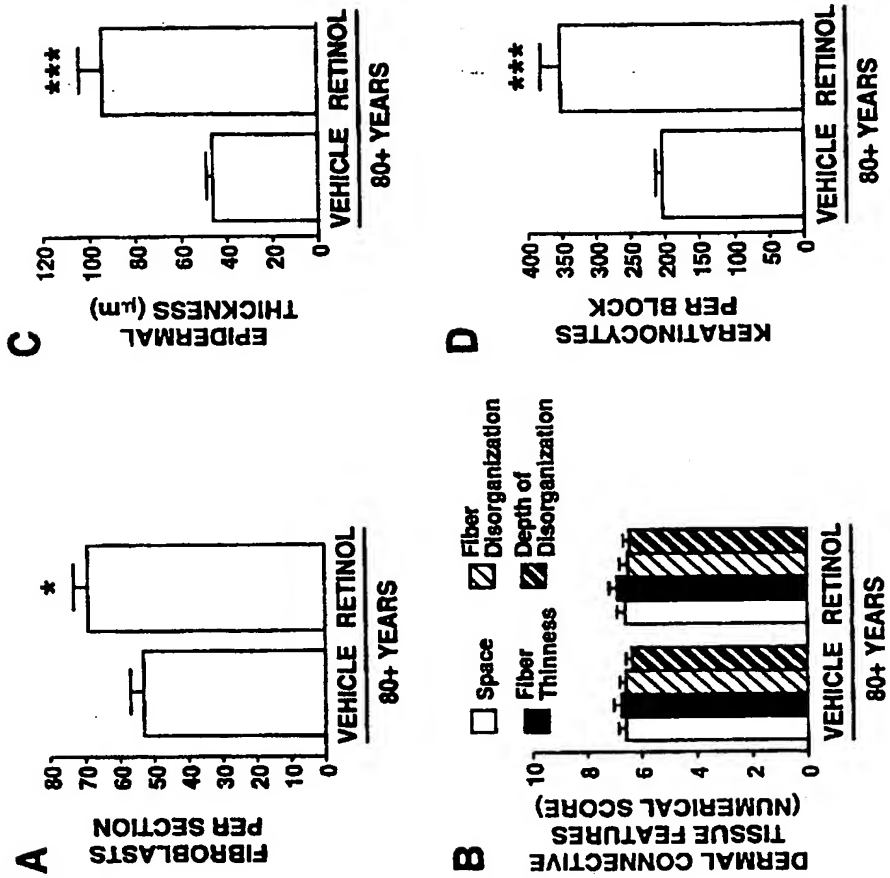 A
FIBROBLASTS
PER SECTION
80
70
60
50
40
30
20
10
0
*
VEHICLE RETINOL
80+ YEARS
B
DERMAL CONNECTIVE
TISSUE FEATURES
(NUMERICAL SCORE)
10
8
6
4
2
0
Space
Fiber
Thinness
Fiber
Disorganization
Depth of
Disorganization
VEHICLE RETINOL
80+ YEARS
C
EPIDERMAL
THICKNESS (µm)
120
100
80
60
40
20
0
***
VEHICLE RETINOL
80+ YEARS
D
KERATINOCYTES
PER BLOCK
400
350
300
250
200
150
100
50
0
***
VEHICLE RETINOL
80+ YEARS